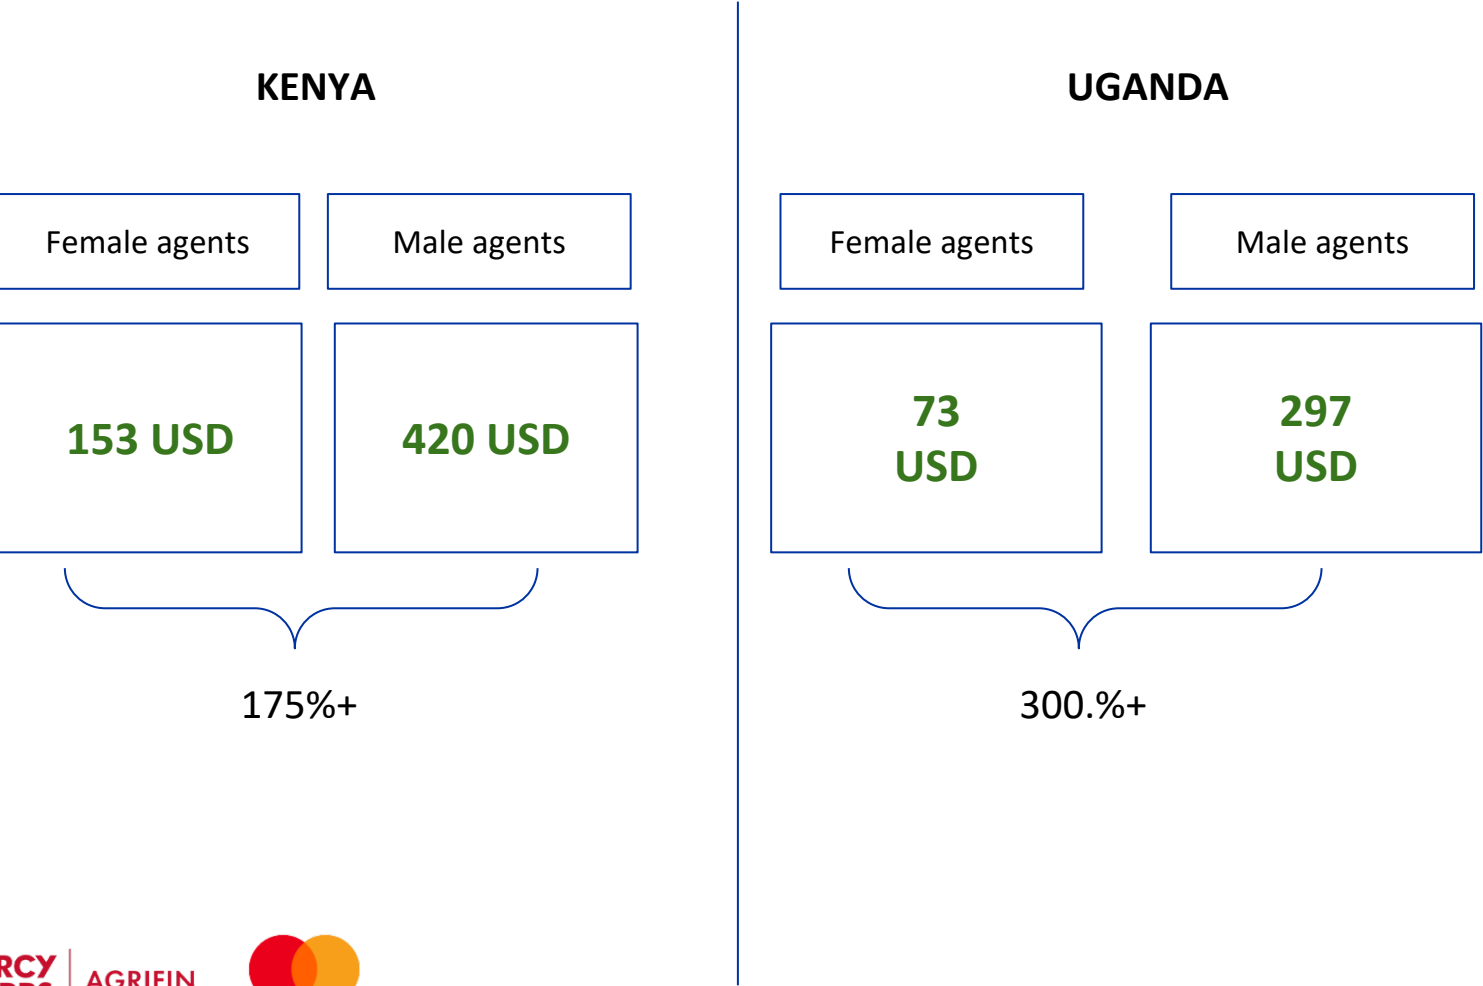 KENYA
Female agents
Male agents
153 USD
420 USD
175%+
UGANDA
Female agents
Male agents
73
USD
297
USD
300.%+
AGRIFIN